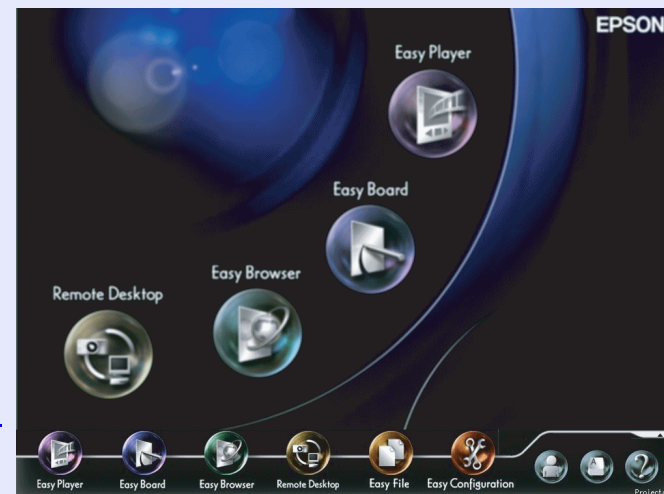 EPSON
Easy Player
Easy Board
Easy Browser
Remote Desktop
Easy Player Easy Board Easy Browser Remote Desktop Easy File Easy Configuration
Project